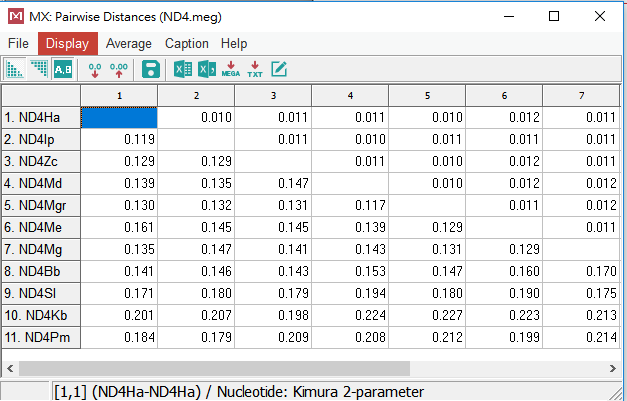 MX: Pairwise Distances (ND4.meg)
File Display Average Caption Help
A,B 0,0 0.00 MEGA TXT
1 2 3 4 5 6 7
1. ND4Ha 0.010 0.011 0.011 0.010 0.012 0.011
2. ND4Ip 0.119 0.011 0.010 0.011 0.011 0.011
3. ND4Zc 0.129 0.129 0.011 0.010 0.012 0.011
4. ND4Md 0.139 0.135 0.147 0.010 0.012 0.012
5. ND4Mgr 0.130 0.132 0.131 0.117 0.011 0.012
6. ND4Me 0.161 0.145 0.145 0.139 0.129 0.011
7. ND4Mg 0.135 0.147 0.141 0.143 0.131 0.129
8. ND4Bb 0.141 0.146 0.143 0.153 0.147 0.160 0.170
9. ND4Sl 0.171 0.180 0.179 0.194 0.180 0.190 0.175
10. ND4Kb 0.201 0.207 0.198 0.224 0.227 0.223 0.213
11. ND4Pm 0.184 0.179 0.209 0.208 0.212 0.199 0.214
[1,1] (ND4Ha-ND4Ha) / Nucleotide: Kimura 2-parameter